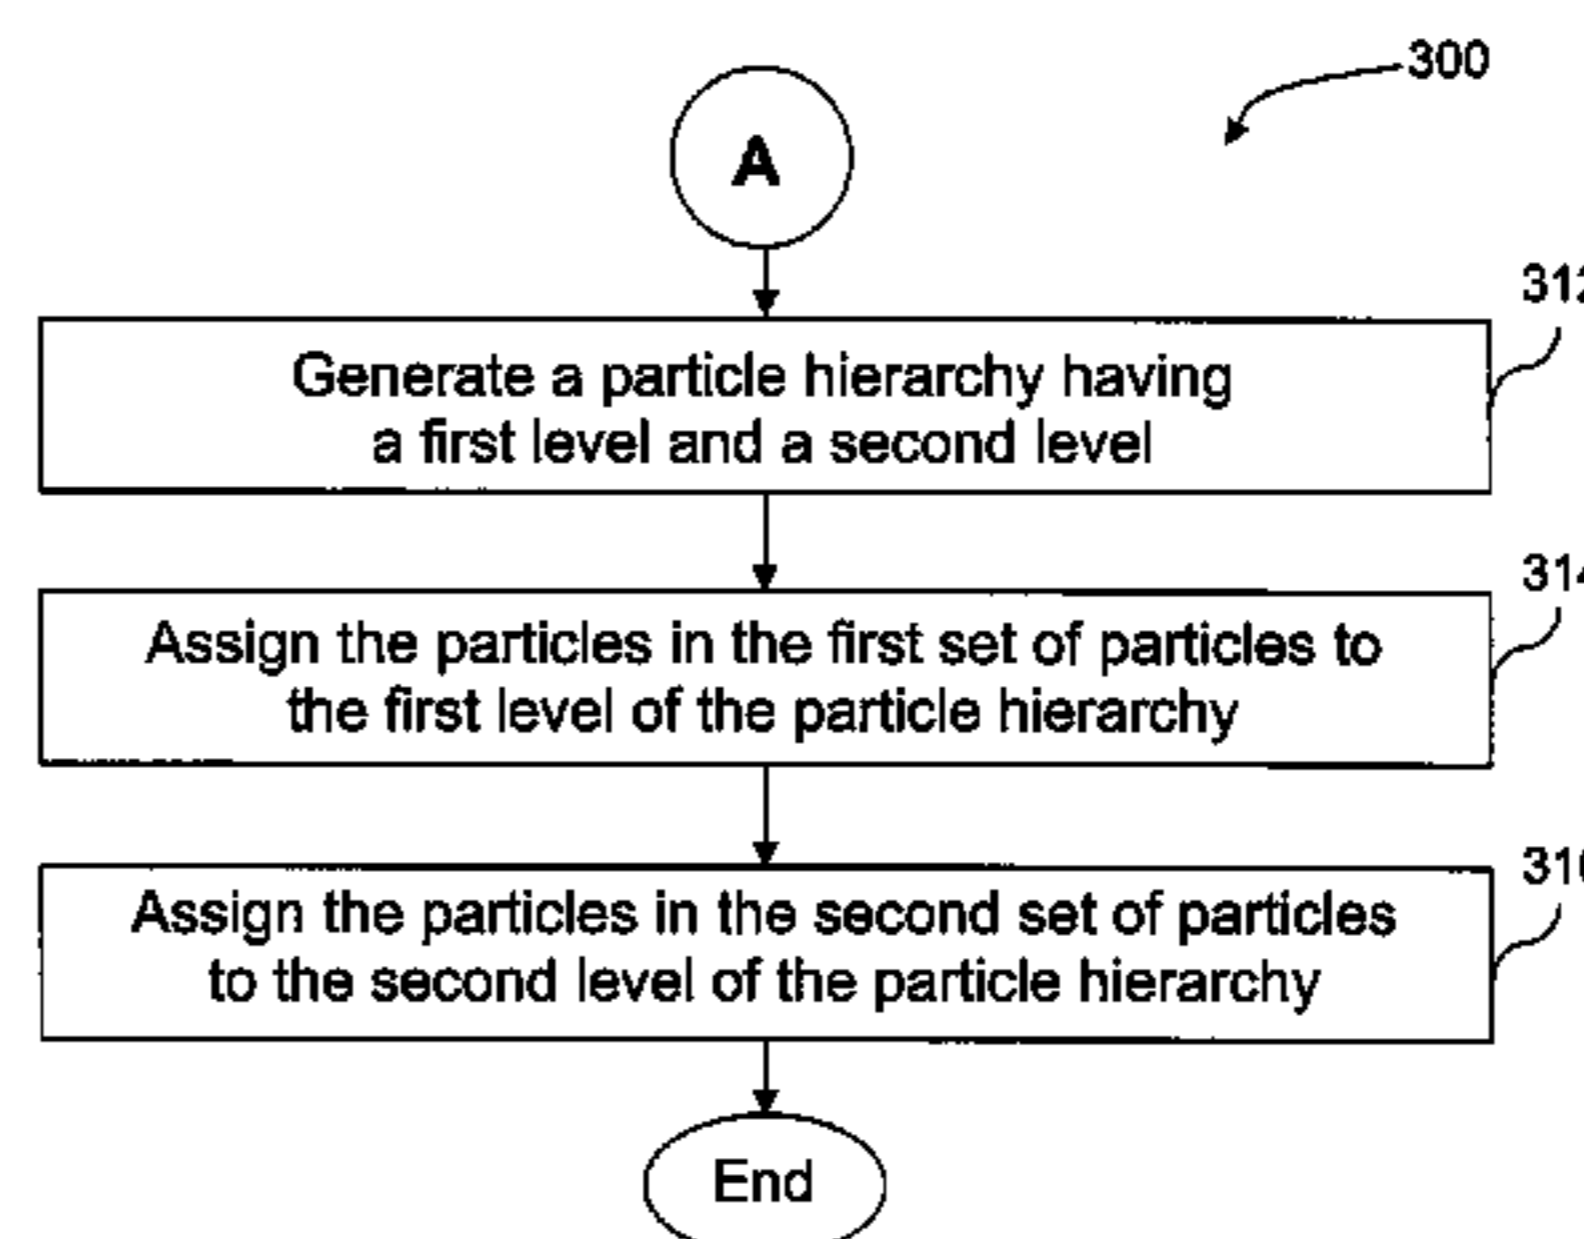 300
A
312
Generate a particle hierarchy having
a first level and a second level
314
Assign the particles in the first set of particles to
the first level of the particle hierarchy
Assign the particles in the second set of particles
to the second level of the particle hierarchy
End